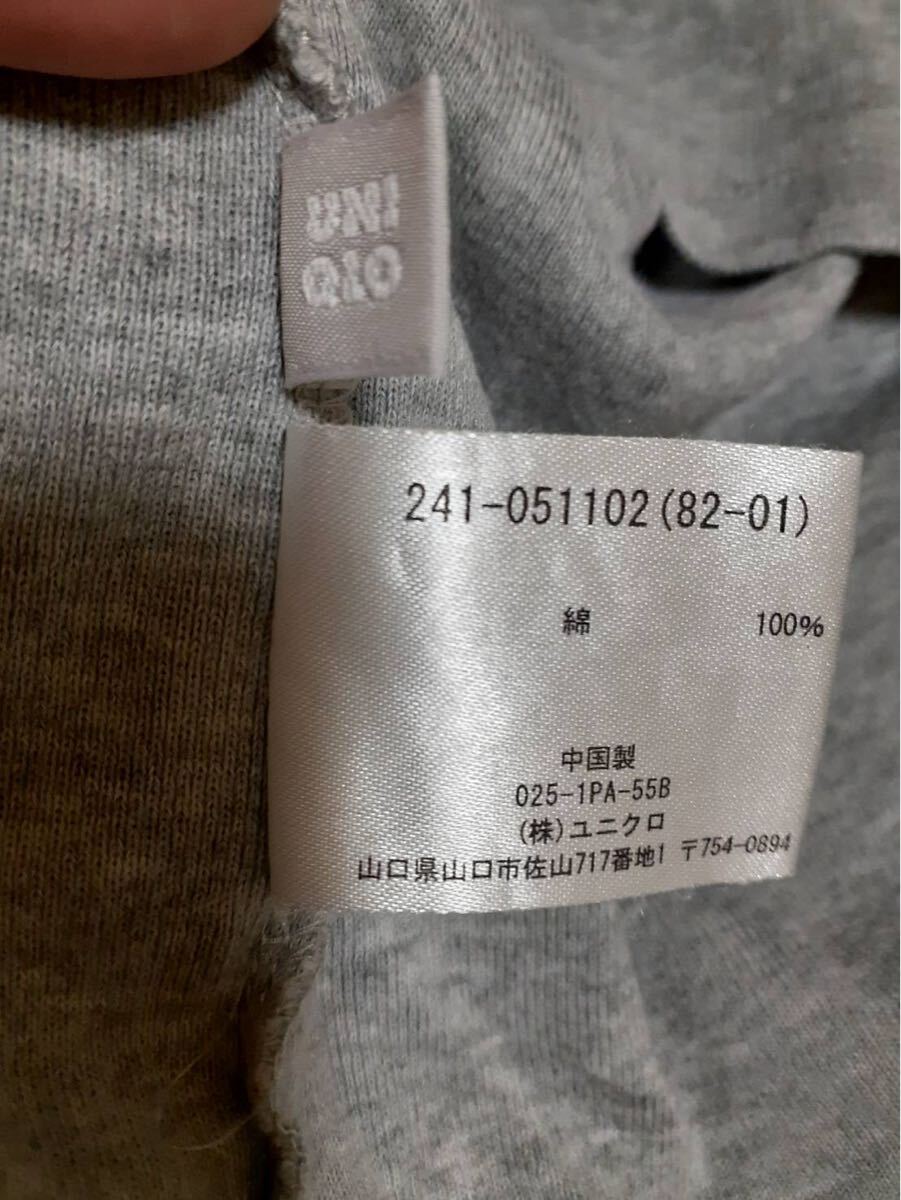 UNI
QLO
241-051102(82-01)
綿 100%
中国製
025-1PA-55B
(株)ユニクロ
山口県山口市佐山717番地1 〒754-0894